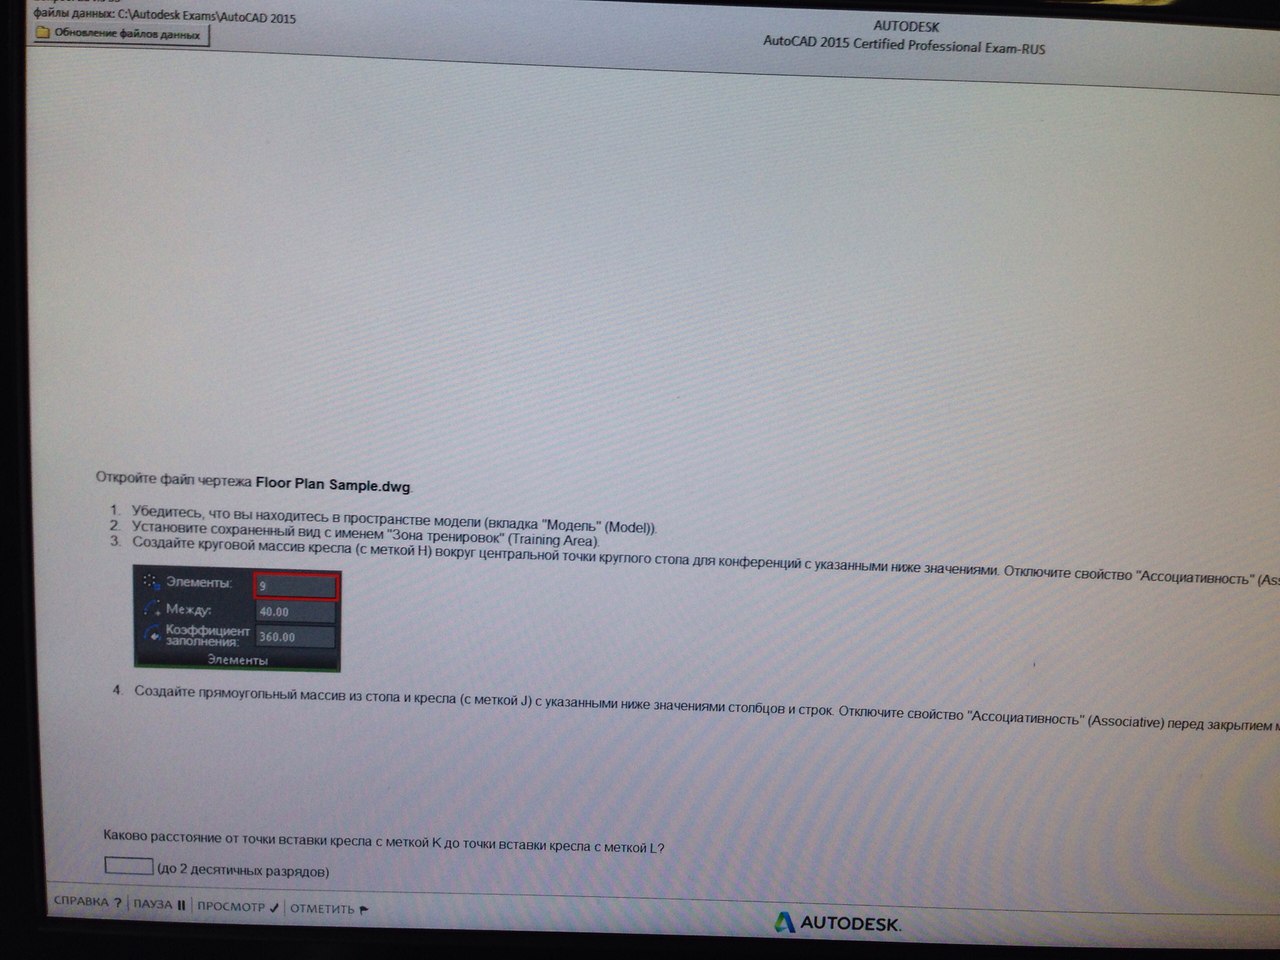 файлы данных: C:\Autodesk Exams\AutoCAD 2015
Обновление файлов данных
AUTODESK
AutoCAD 2015 Certified Professional Exam-RUS
Откройте файл чертежа Floor Plan Sample.dwg.
1. Убедитесь, что вы находитесь в пространстве модели (вкладка "Модель" (Model)).
2. Установите сохраненный вид с именем "Зона тренировок" (Training Area).
3. Создайте круговой массив кресла (с меткой H) вокруг центральной точки круглого стола для конференций с указанными ниже значениями. Отключите свойство "Ассоциативность" (Ass
Элементы: 9
Между: 40.00
Коэффициент заполнения: 360.00
Элементы
4. Создайте прямоугольный массив из стола и кресла (с меткой J) с указанными ниже значениями столбцов и строк. Отключите свойство "Ассоциативность" (Associative) перед закрытием м
Каково расстояние от точки вставки кресла с меткой K до точки вставки кресла с меткой L?
(до 2 десятичных разрядов)
СПРАВКА ? ПАУЗА ПРОСМОТР ОТМЕТИТЬ
AUTODESK.